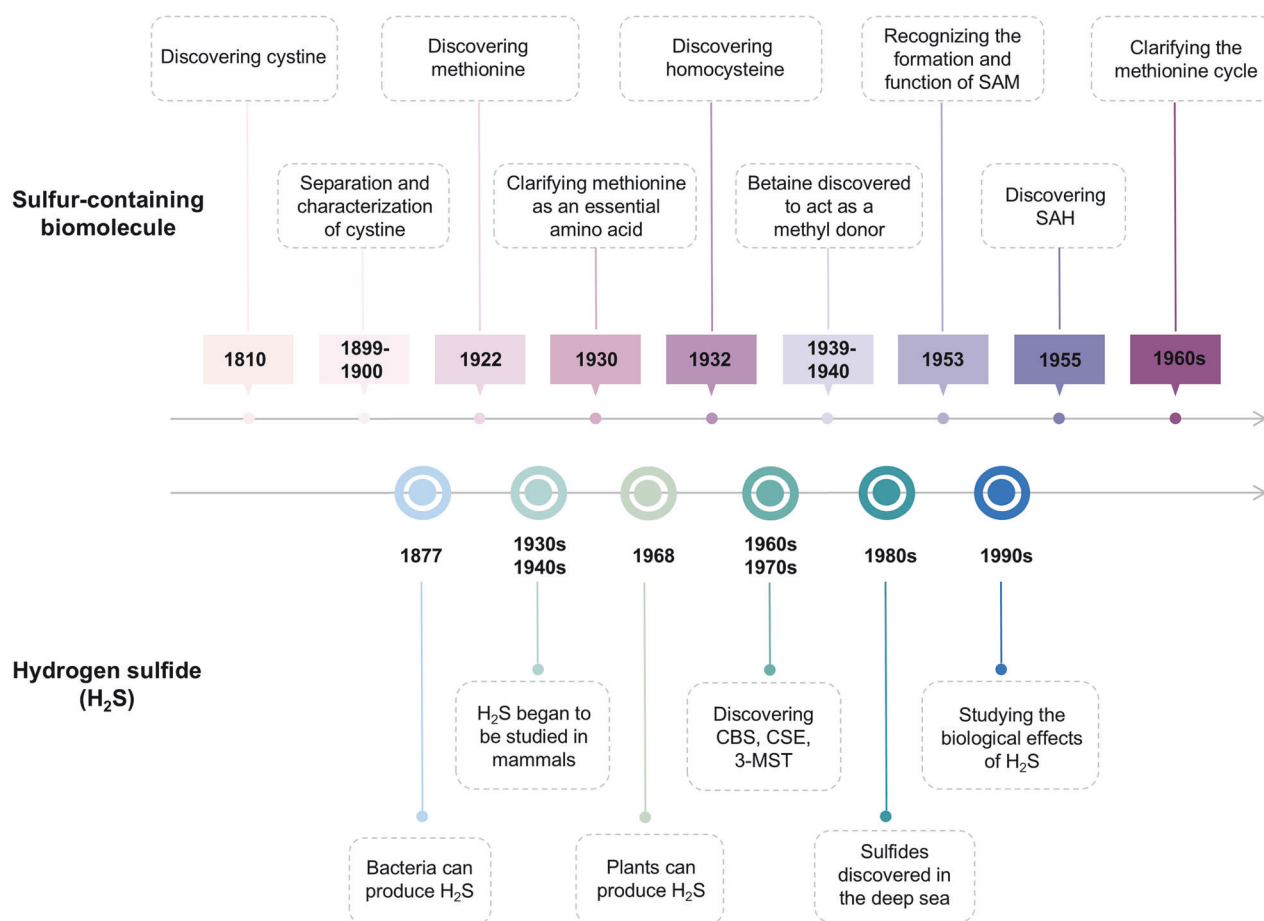 Discovering cystine
Discovering
methionine
Discovering
homocysteine
Recognizing the
formation and
function of SAM
Clarifying the
methionine cycle
Sulfur-containing
biomolecule
Separation and
characterization
of cystine
Clarifying methionine
as an essential
amino acid
Betaine discovered
to act as a
methyl donor
Discovering
SAH
1810
1899-
1900
1922
1930
1932
1939-
1940
1953
1955
1960s
1877
1930s
1940s
1968
1960s
1970s
1980s
1990s
Hydrogen sulfide
(H₂S)
H₂S began to
be studied in
mammals
Discovering
CBS, CSE,
3-MST
Studying the
biological effects
of H₂S
Bacteria can
produce H₂S
Plants can
produce H₂S
Sulfides
discovered in
the deep sea